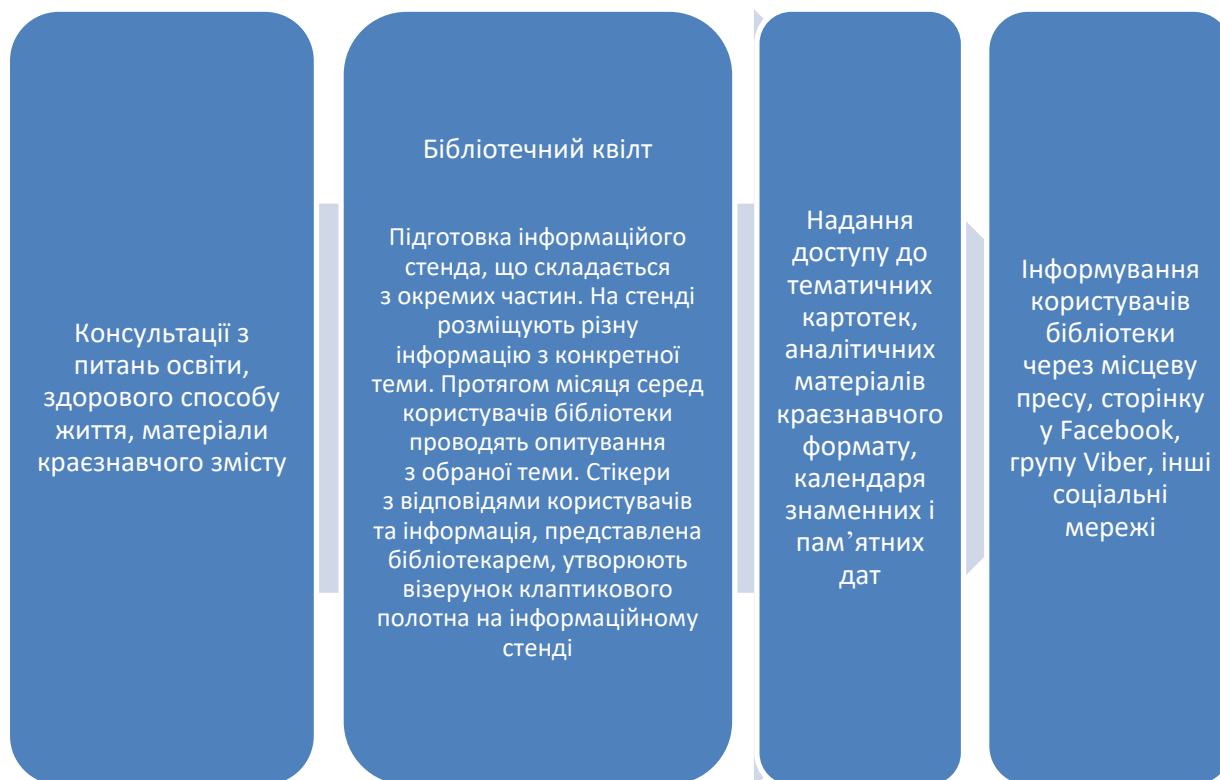 Консультації з
питань освіти,
здорового способу
життя, матеріали
краєзнавчого змісту
Бібліотечний квілт
Підготовка інформаційого
стенда, що складається
з окремих частин. На стенді
розміщують різну
інформацію з конкретної
теми. Протягом місяця серед
користувачів бібліотеки
проводять опитування
з обраної теми. Стікери
з відповідями користувачів
та інформація, представлена
бібліотекарем, утворюють
візерунок клаптикового
полотна на інформаційному
стенді
Надання
доступу до
тематичних
картотек,
аналітичних
матеріалів
краєзнавчого
формату,
календаря
знаменних і
пам’ятних
дат
Інформування
користувачів
бібліотеки
через місцеву
пресу, сторінку
у Facebook,
групу Viber, інші
соціальні
мережі